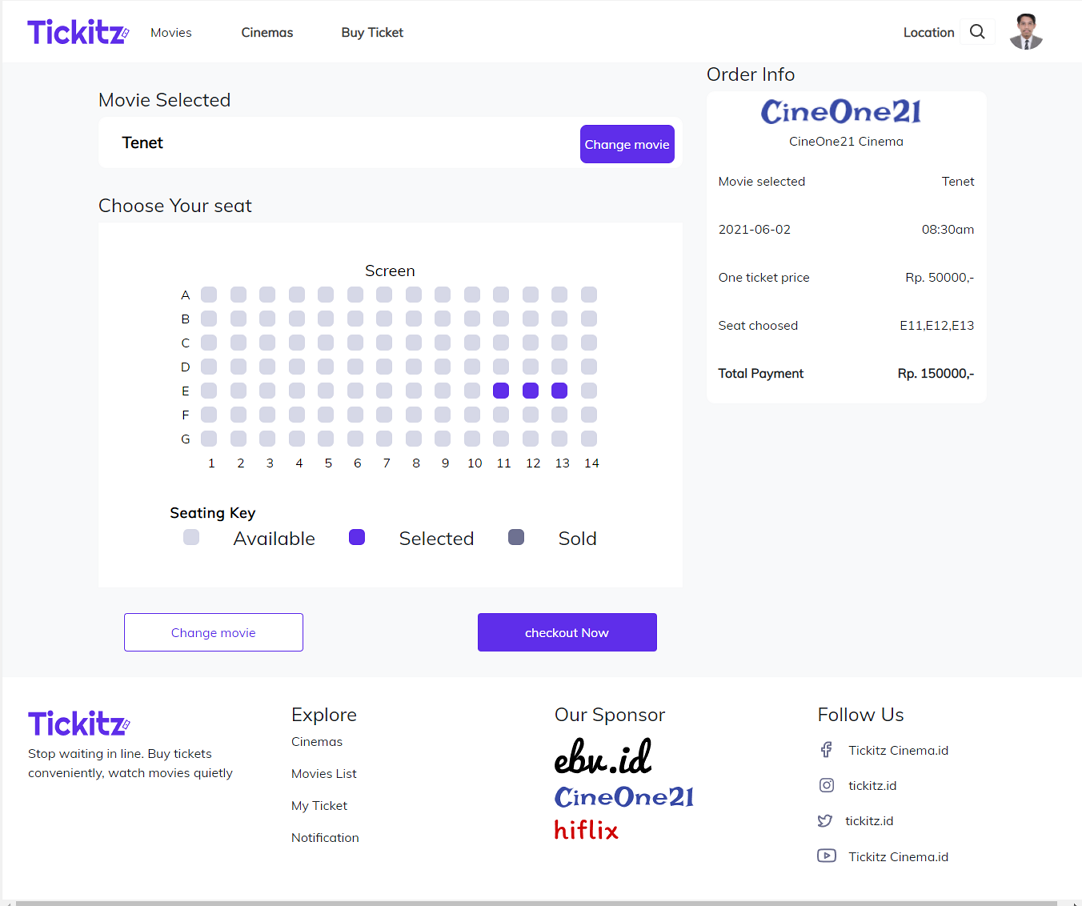 Tickitz
Movies
Cinemas
Buy Ticket
Location
Movie Selected
Tenet
Change movie
Choose Your seat
Screen
A
B
C
D
E
F
G
1 2 3 4 5 6 7 8 9 10 11 12 13 14
Seating Key
Available
Selected
Sold
Change movie
checkout Now
Order Info
CineOne21
CineOne21 Cinema
Movie selected Tenet
2021-06-02 08:30am
One ticket price Rp. 50000,-
Seat choosed E11,E12,E13
Total Payment Rp. 150000,-
Tickitz
Stop waiting in line. Buy tickets
conveniently, watch movies quietly
Explore
Cinemas
Movies List
My Ticket
Notification
Our Sponsor
ebv.id
CineOne21
hiflix
Follow Us
Tickitz Cinema.id
tickitz.id
tickitz.id
Tickitz Cinema.id